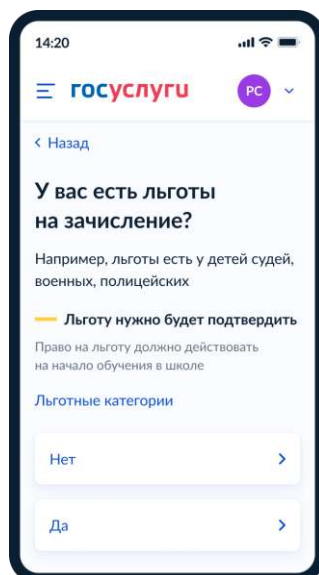 14:20
госуслуги
РС
Назад
У вас есть льготы
на зачисление?
Например, льготы есть у детей судей,
военных, полицейских
Льготу нужно будет подтвердить
Право на льготу должно действовать
на начало обучения в школе
Льготные категории
Нет
Да